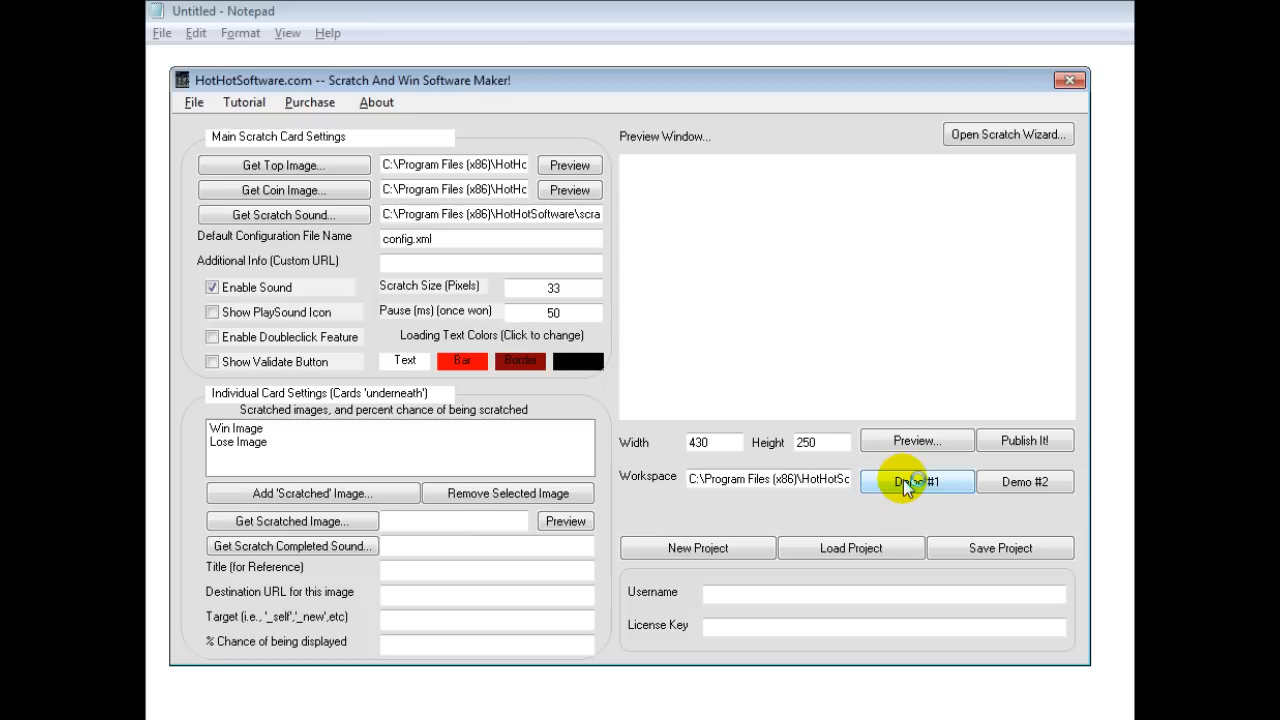 Untitled - Notepad
File Edit Format View Help
HotHotSoftware.com -- Scratch And Win Software Maker!
File Tutorial Purchase About
Main Scratch Card Settings
Get Top Image... C:\Program Files (x86)\HotHc Preview
Get Coin Image... C:\Program Files (x86)\HotHc Preview
Get Scratch Sound... C:\Program Files (x86)\HotHotSoftware\scra
Default Configuration File Name config.xml
Additional Info (Custom URL)
Enable Sound Scratch Size (Pixels) 33
Show PlaySound Icon Pause (ms) (once won) 50
Enable Doubleclick Feature Loading Text Colors (Click to change)
Show Validate Button Text Bar Border
Individual Card Settings (Cards 'underneath')
Scratched images, and percent chance of being scratched
Win Image
Lose Image
Add 'Scratched' Image... Remove Selected Image
Get Scratched Image... Preview
Get Scratch Completed Sound...
Title (for Reference)
Destination URL for this image
Target (i.e., '_self','_new',etc)
% Chance of being displayed
Preview Window... Open Scratch Wizard...
Width 430 Height 250 Preview... Publish It!
Workspace C:\Program Files (x86)\HotHotSc Demo #1 Demo #2
New Project Load Project Save Project
Username
License Key